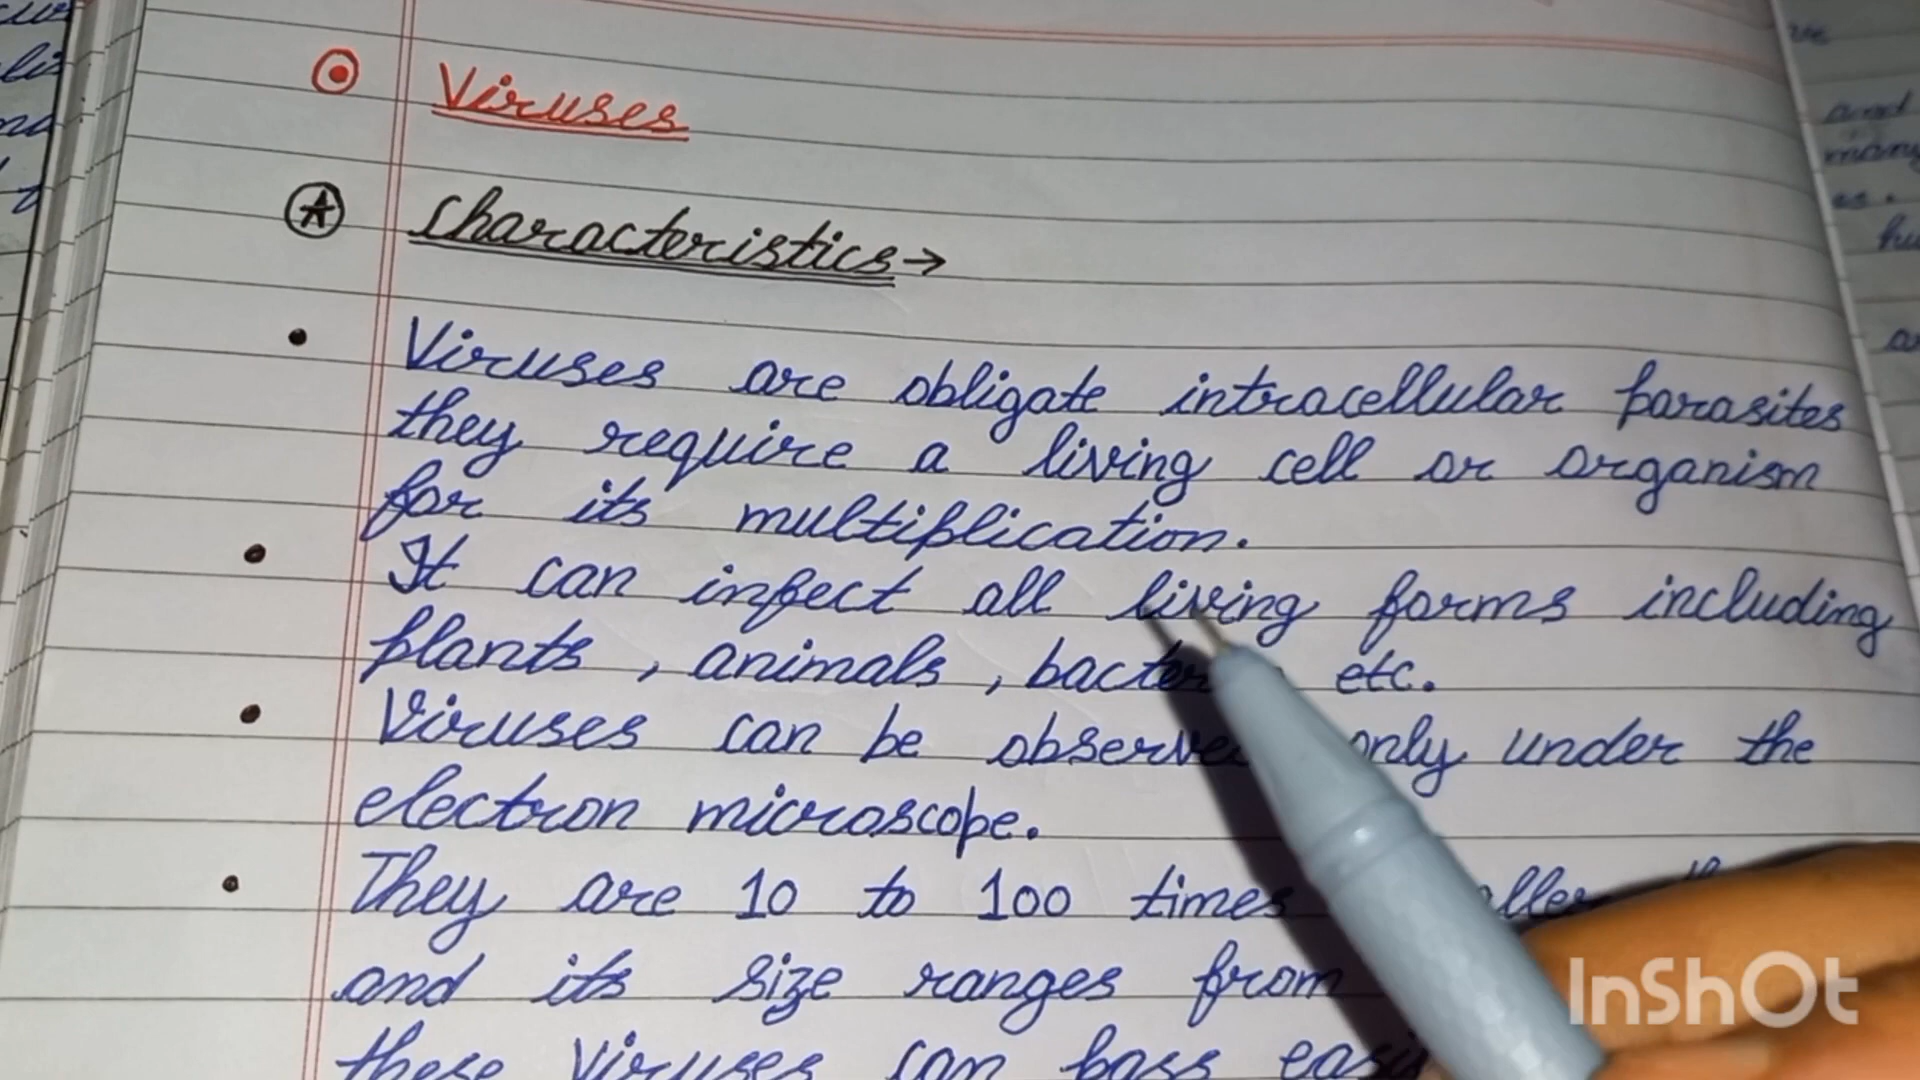 Viruses
A Characteristics→
• Viruses are obligate intracellular parasites
they require a living cell or organism
for its multiplication.
• It can infect all living forms including
plants, animals, etc.
• Viruses can be only under the
electron microscope.
• They are 10 to 100 times
and its size ranges from
these Viruses can pass
and
many
InShOt